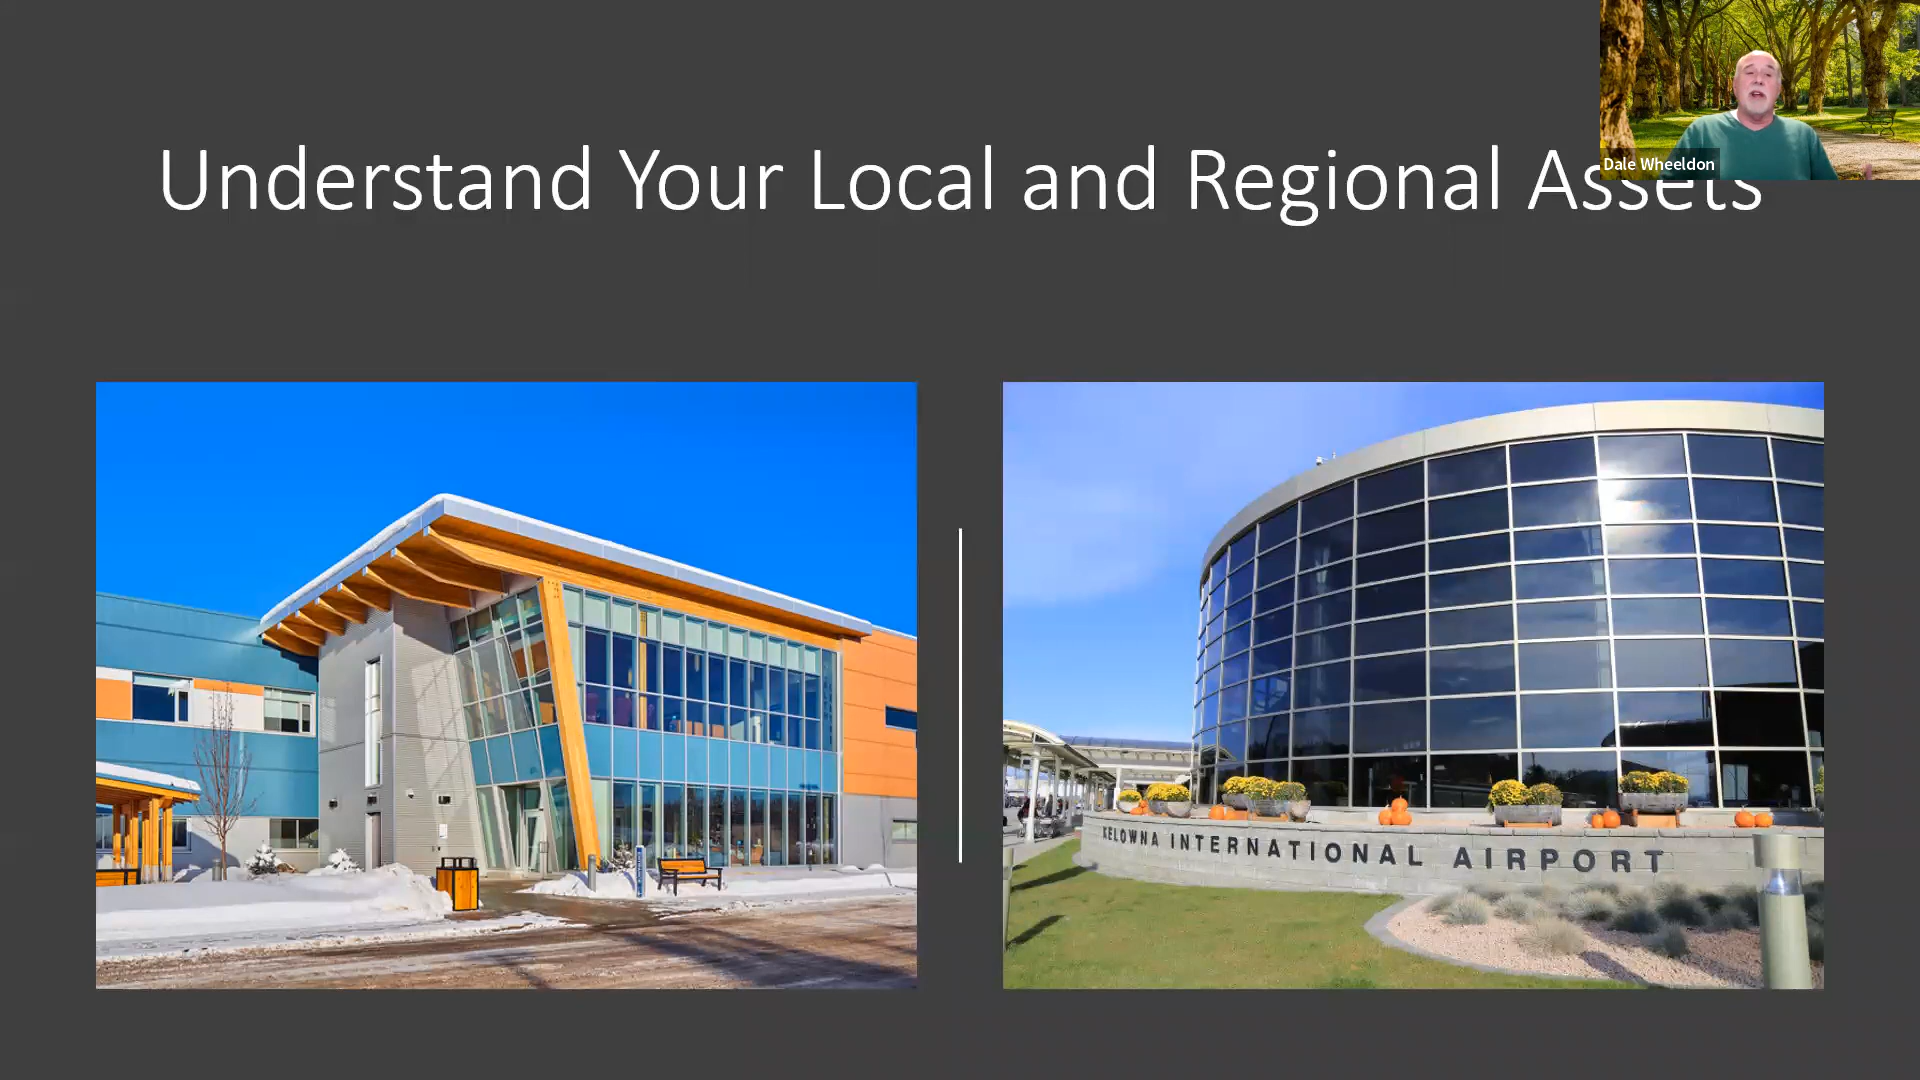 Understand Your Local and Regional Assets
Dale Wheeldon
KELOWNA INTERNATIONAL AIRPORT